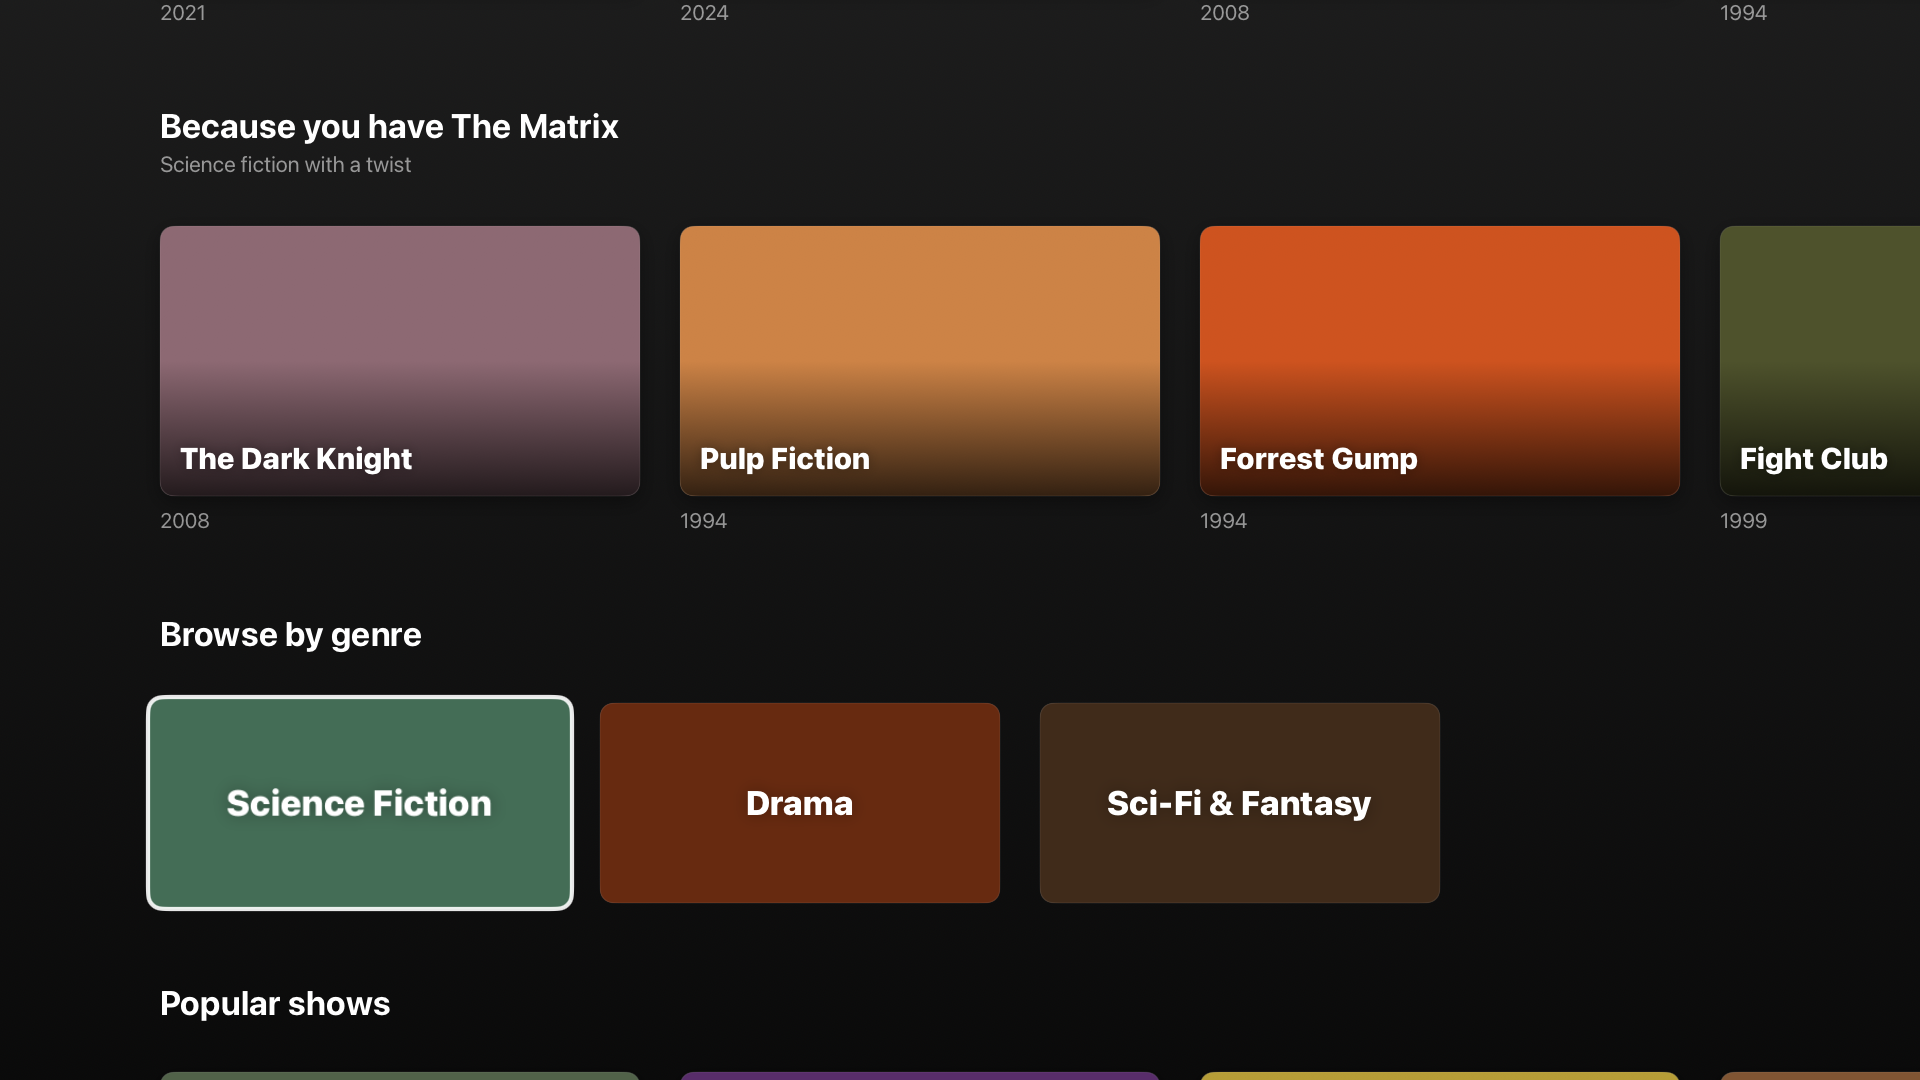 2021
2024
2008
1994
Because you have The Matrix
Science fiction with a twist
The Dark Knight
Pulp Fiction
Forrest Gump
Fight Club
2008
1994
1994
1999
Browse by genre
Science Fiction
Drama
Sci-Fi & Fantasy
Popular shows